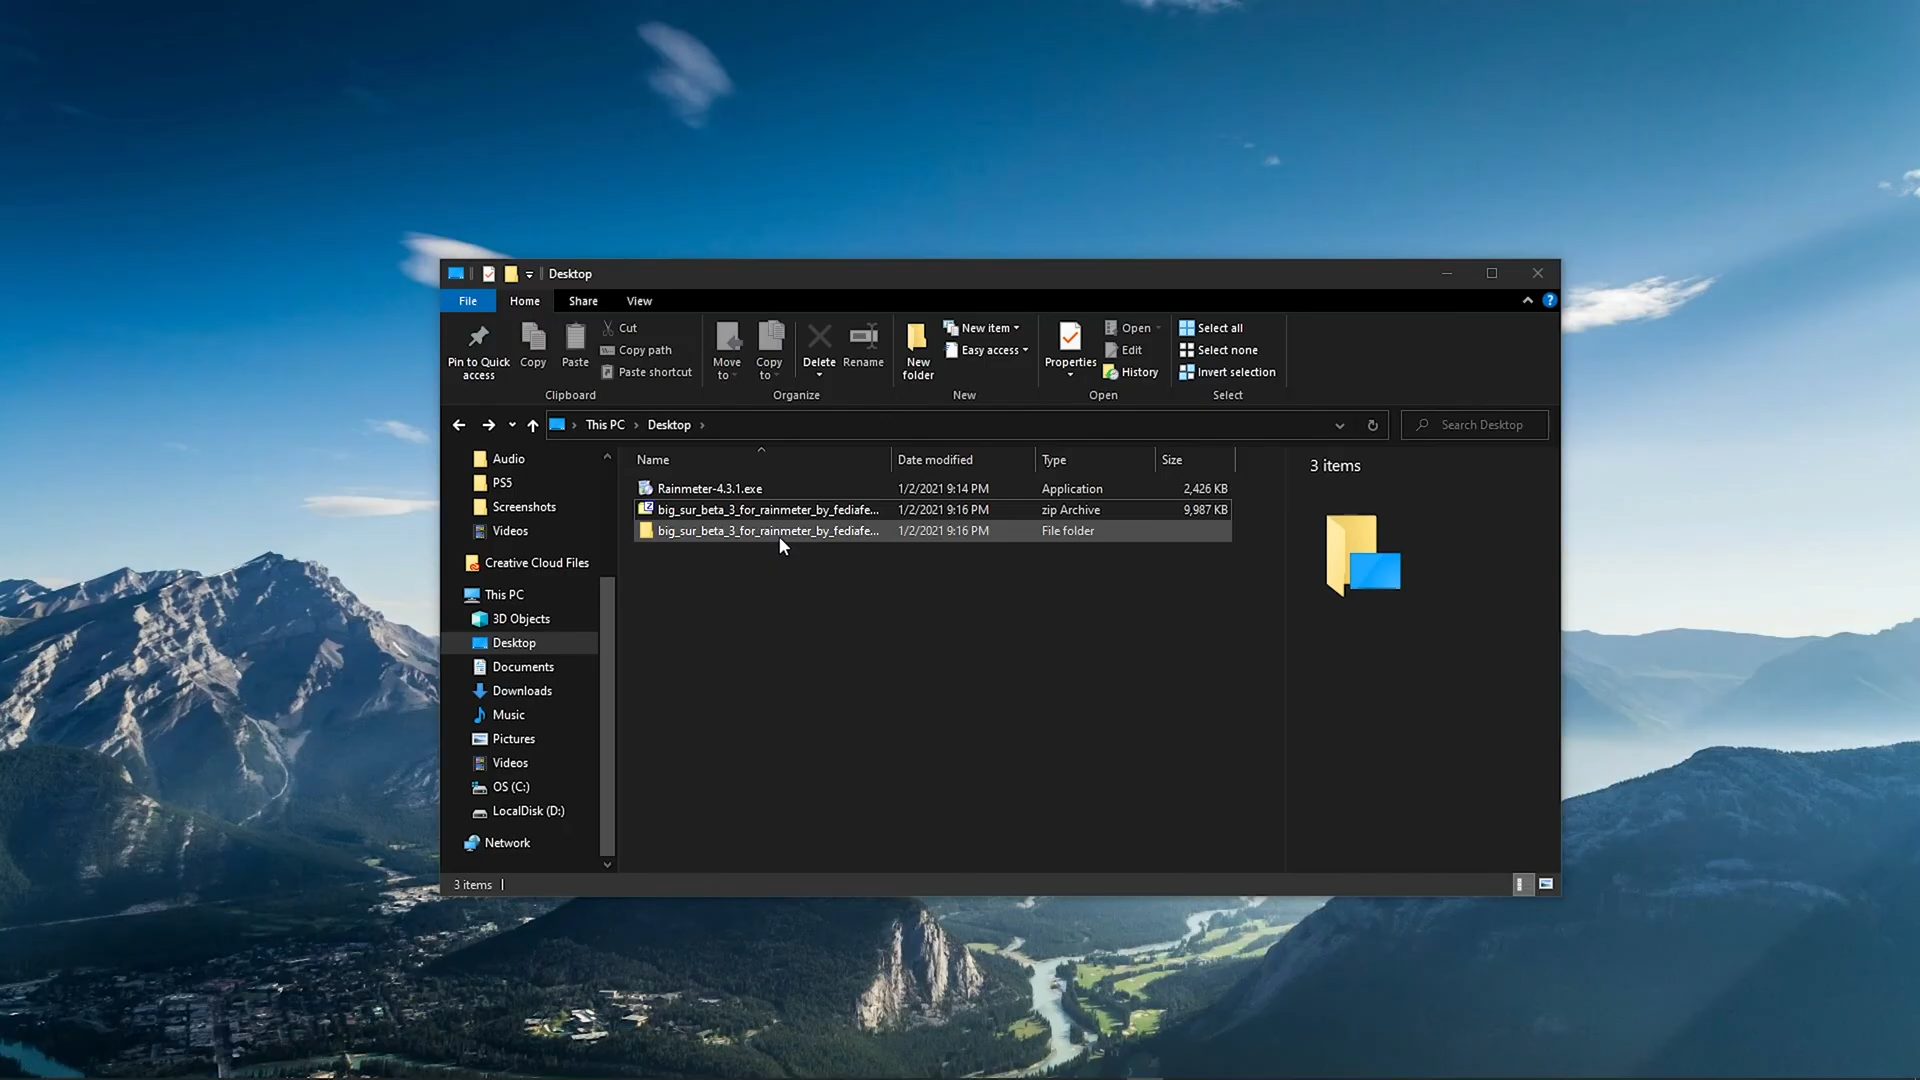 Desktop
File Home Share View
Pin to Quick access
Copy
Paste
Cut
Copy path
Paste shortcut
Clipboard
Move to
Copy to
Delete
Rename
Organize
New folder
New item
Easy access
New
Properties
Open
Edit
History
Open
Select all
Select none
Invert selection
Select
This PC Desktop
Search Desktop
Audio
PS5
Screenshots
Videos
Creative Cloud Files
This PC
3D Objects
Desktop
Documents
Downloads
Music
Pictures
Videos
OS (C:)
LocalDisk (D:)
Network
Name Date modified Type Size
Rainmeter-4.3.1.exe 1/2/2021 9:14 PM Application 2,426 KB
big_sur_beta_3_for_rainmeter_by_fediafe... 1/2/2021 9:16 PM zip Archive 9,987 KB
big_sur_beta_3_for_rainmeter_by_fediafe... 1/2/2021 9:16 PM File folder
3 items
3 items